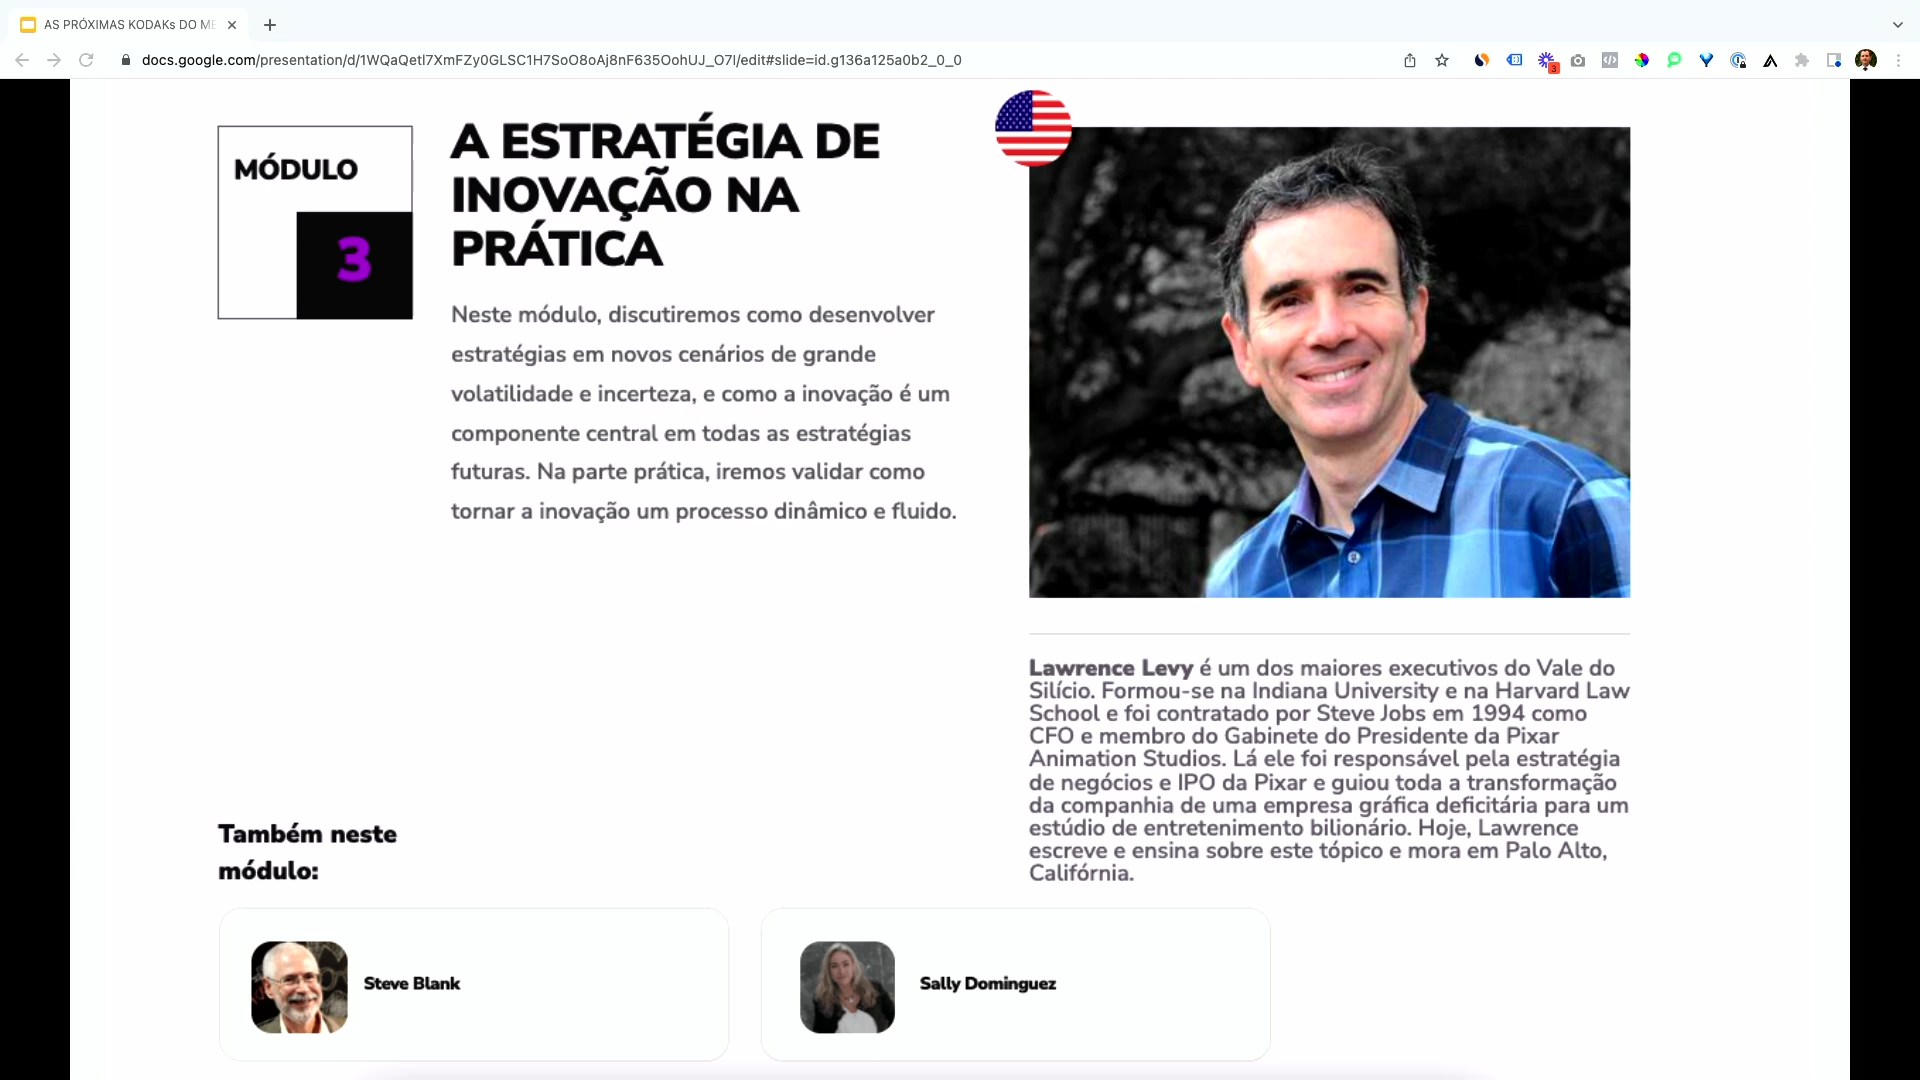 AS PRÓXIMAS KODAKs DO ME
docs.google.com/presentation/d/1WQaQetl7XmFZy0GLSC1H7SoO8oAj8nF635OohUJ_O7I/edit#slide=id.g136a125a0b2_0_0
3
MÓDULO
3
A ESTRATÉGIA DE
INOVAÇÃO NA
PRÁTICA
Neste módulo, discutiremos como desenvolver
estratégias em novos cenários de grande
volatilidade e incerteza, e como a inovação é um
componente central em todas as estratégias
futuras. Na parte prática, iremos validar como
tornar a inovação um processo dinâmico e fluido.
Lawrence Levy é um dos maiores executivos do Vale do
Silício. Formou-se na Indiana University e na Harvard Law
School e foi contratado por Steve Jobs em 1994 como
CFO e membro do Gabinete do Presidente da Pixar
Animation Studios. Lá ele foi responsável pela estratégia
de negócios e IPO da Pixar e guiou toda a transformação
da companhia de uma empresa gráfica deficitária para um
estúdio de entretenimento bilionário. Hoje, Lawrence
escreve e ensina sobre este tópico e mora em Palo Alto,
Califórnia.
Também neste
módulo:
Steve Blank
Sally Dominguez